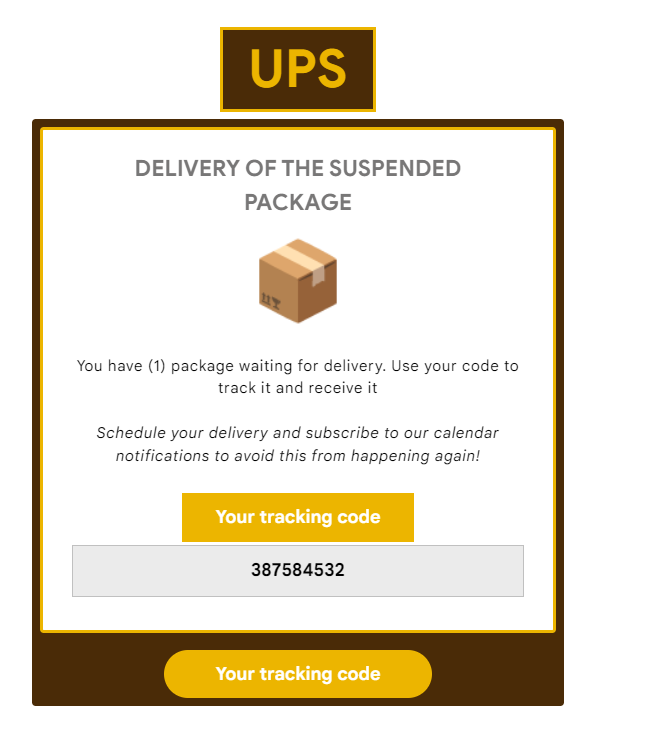 UPS
DELIVERY OF THE SUSPENDED
PACKAGE
You have (1) package waiting for delivery. Use your code to
track it and receive it
Schedule your delivery and subscribe to our calendar
notifications to avoid this from happening again!
Your tracking code
387584532
Your tracking code